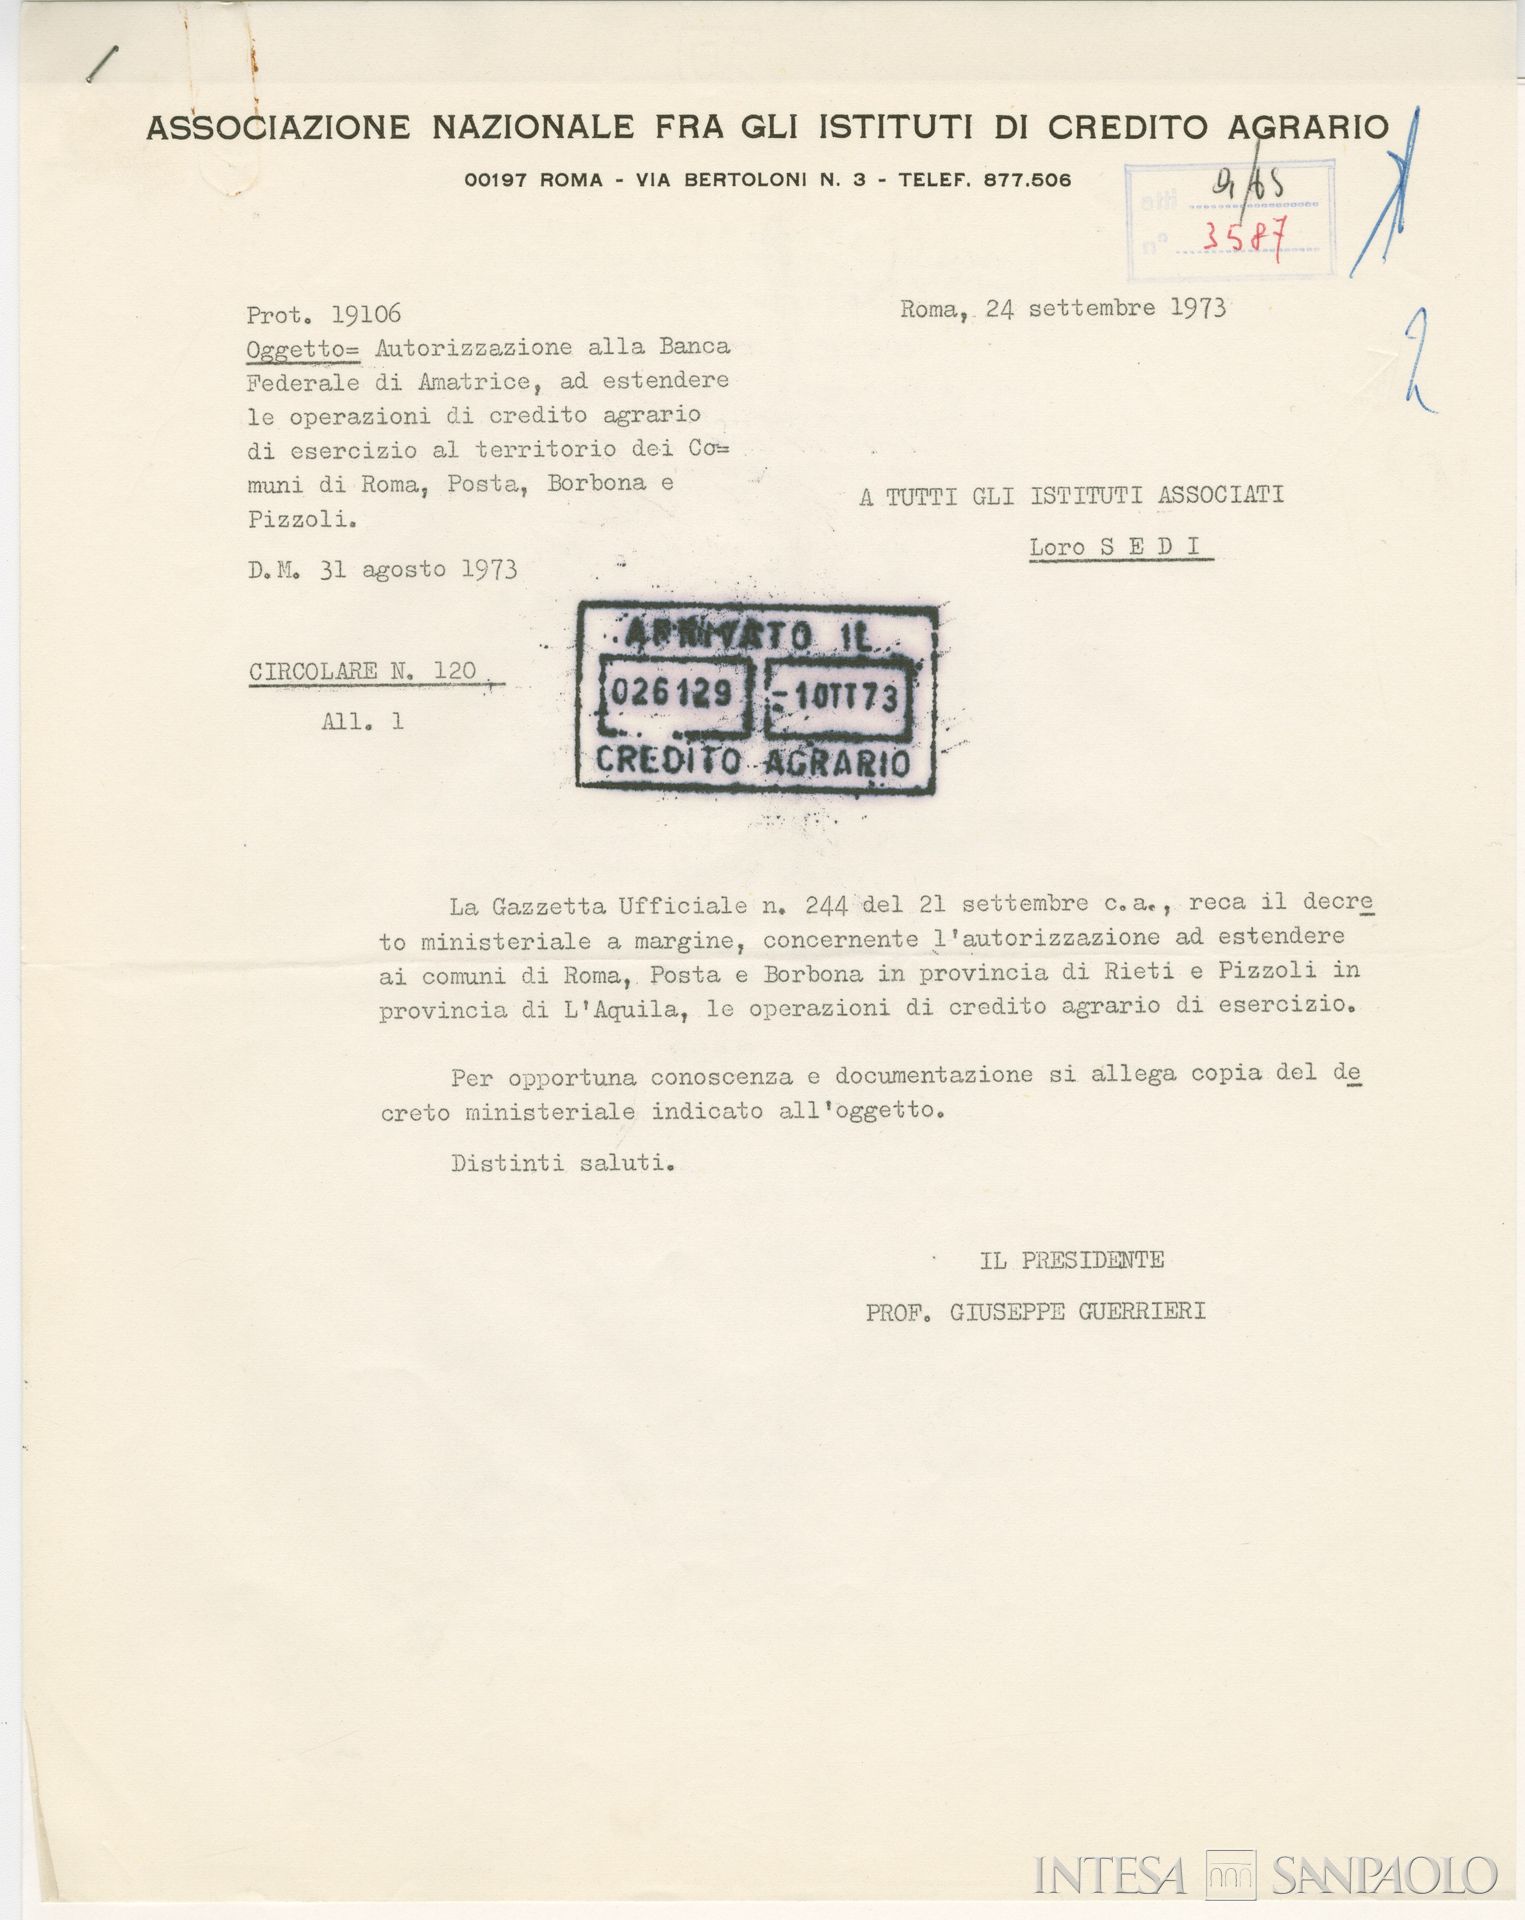 ASSOCIAZIONE NAZIONALE FRA GLI ISTITUTI DI CREDITO AGRARIO
00197 ROMA - VIA BERTOLONI N. 3 - TELEF. 877.506
n° 3587
Prot. 19106
Roma, 24 settembre 1973
Oggetto= Autorizzazione alla Banca
Federale di Amatrice, ad estendere
le operazioni di credito agrario
di esercizio al territorio dei Co=
muni di Roma, Posta, Borbona e
Pizzoli.
D.M. 31 agosto 1973
A TUTTI GLI ISTITUTI ASSOCIATI
Loro S E D I
CIRCOLARE N. 120
All. 1
ARRIVATO IL
026129 -1OTT73
CREDITO AGRARIO
La Gazzetta Ufficiale n. 244 del 21 settembre c.a., reca il decre
to ministeriale a margine, concernente l'autorizzazione ad estendere
ai comuni di Roma, Posta e Borbona in provincia di Rieti e Pizzoli in
provincia di L'Aquila, le operazioni di credito agrario di esercizio.
Per opportuna conoscenza e documentazione si allega copia del de
creto ministeriale indicato all'oggetto.
Distinti saluti.
IL PRESIDENTE
PROF. GIUSEPPE GUERRIERI
INTESA SANPAOLO